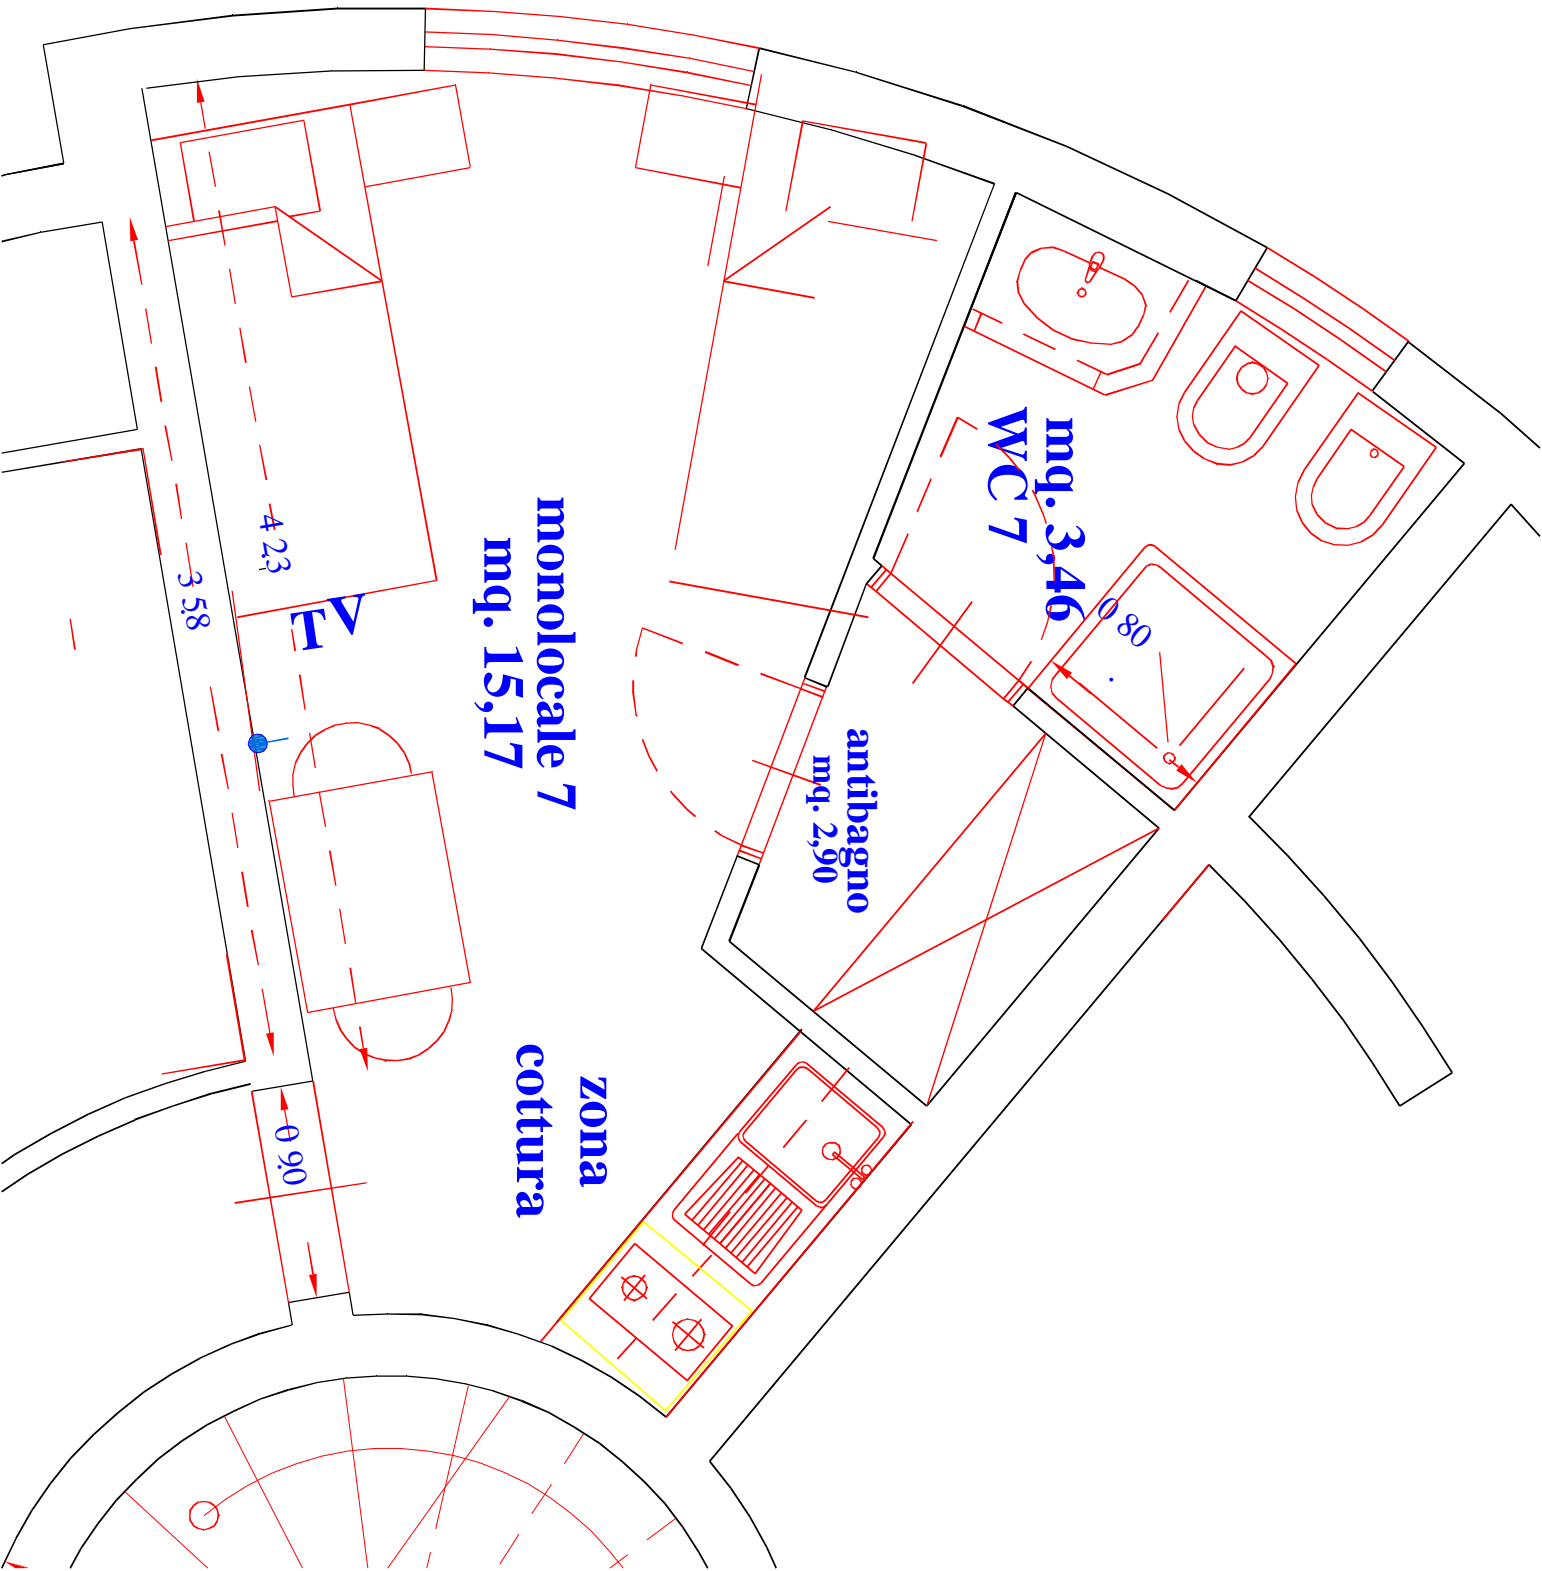 mq. 3,46
WC 7
monolocale 7
mq. 15,17
antibagno
mq. 2,90
zona
cottura
TV
4 23
3 58
0 80
0 90